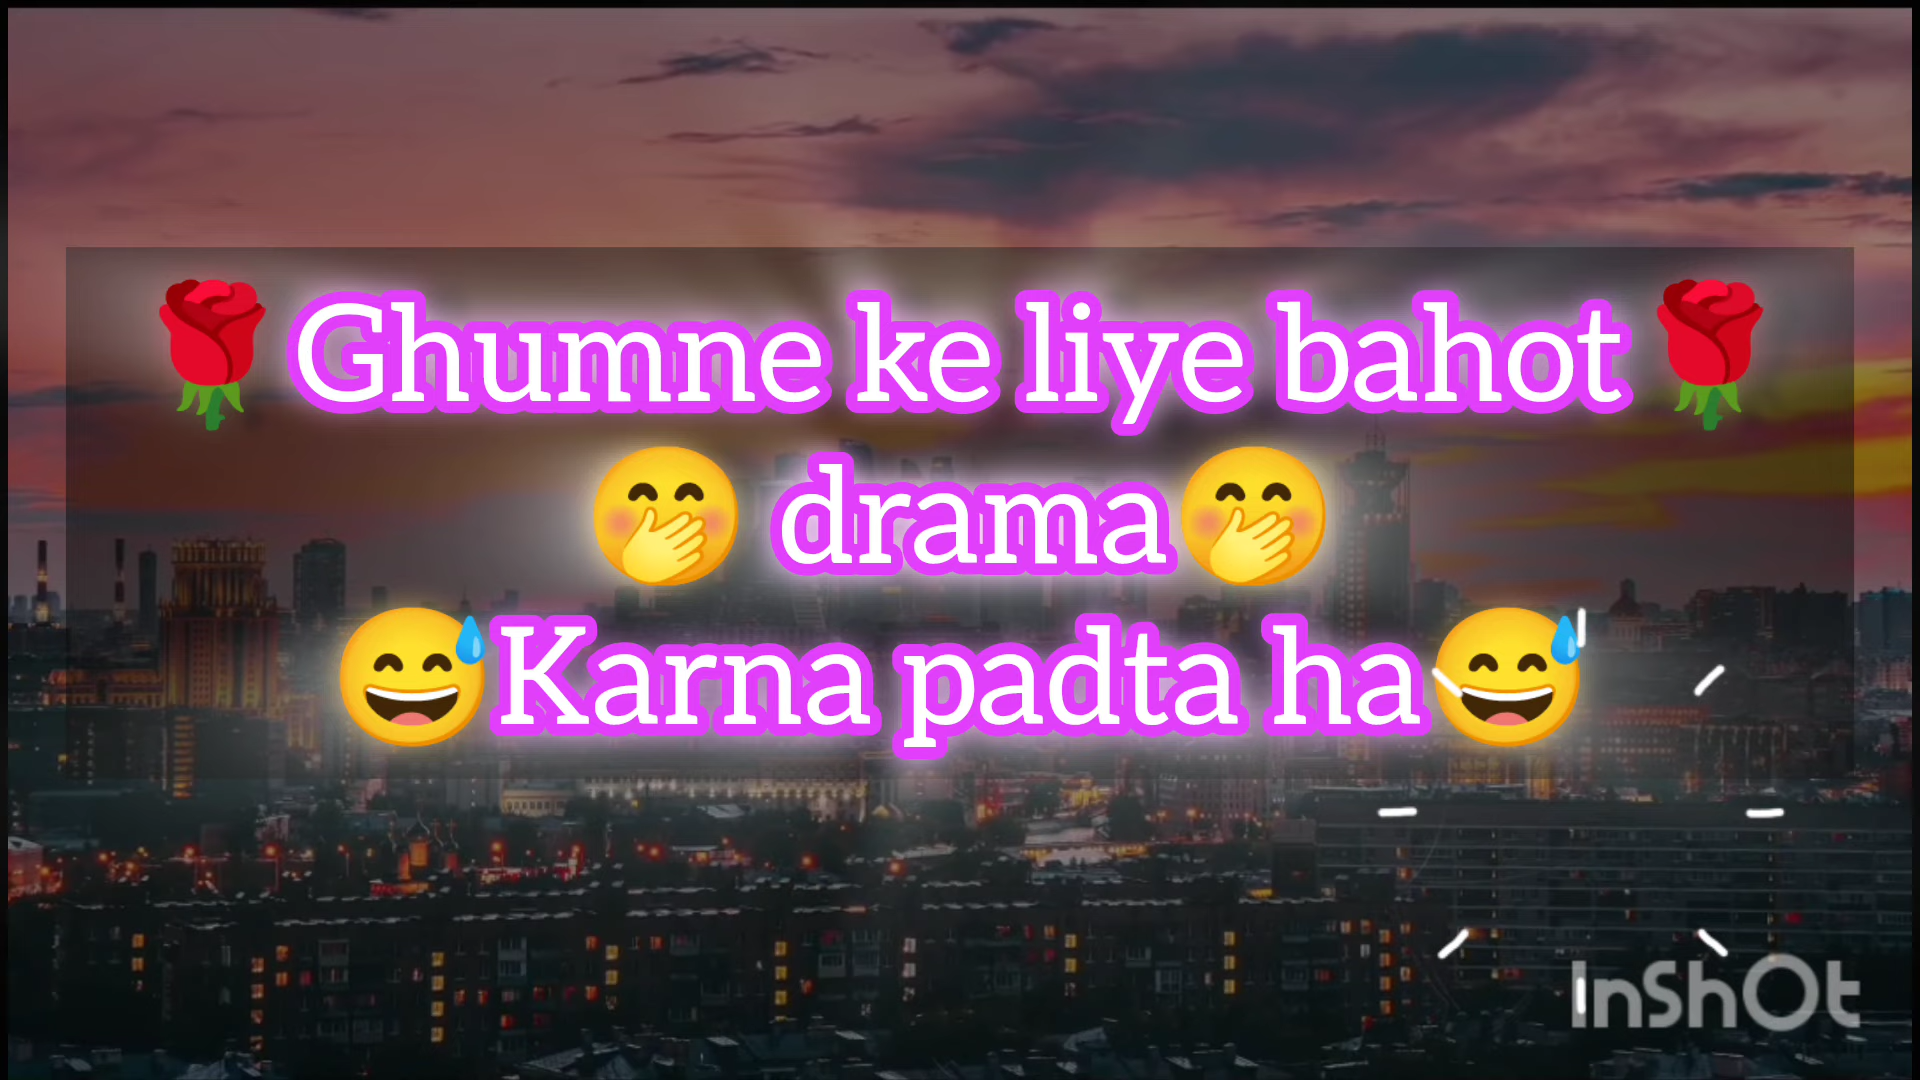 🌹Ghumne ke liye bahot🌹
🤭 drama🤭
😅Karna padta ha😅
InShOt